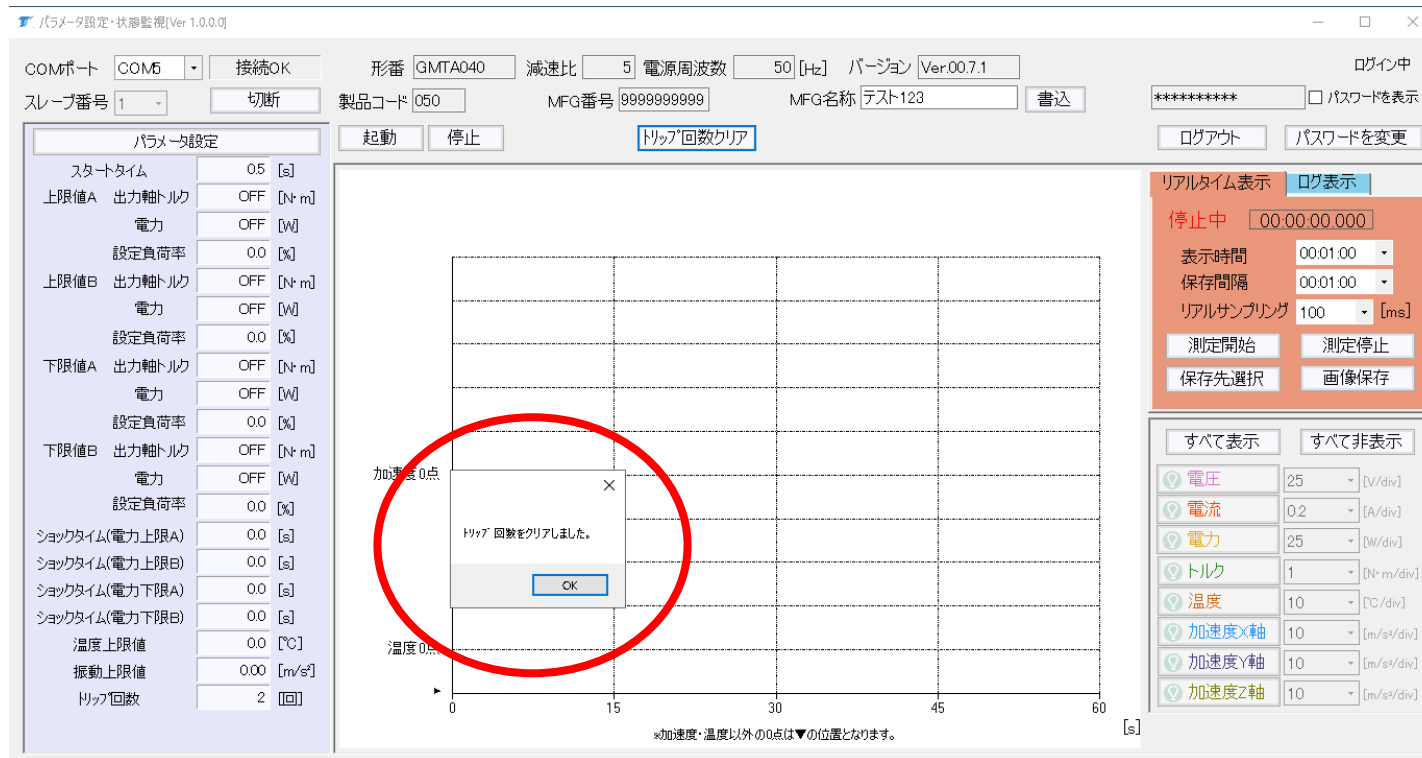 パラメータ設定・状態監視[Ver 1.0.0.0]
COMポート COM5 接続OK 形番 GMTA040 減速比 5 電源周波数 50 [Hz] バージョン Ver.00.7.1 ログイン中
スレーブ番号 1 切断 製品コード 050 MFG番号 9999999999 MFG名称 テスト123 書込 ********** パスワードを表示
パラメータ設定 起動 停止 トリップ回数クリア ログアウト パスワードを変更
スタートタイム 0.5 [s]
上限値A 出力軸トルク OFF [N・m]
電力 OFF [W]
設定負荷率 0.0 [%]
上限値B 出力軸トルク OFF [N・m]
電力 OFF [W]
設定負荷率 0.0 [%]
下限値A 出力軸トルク OFF [N・m]
電力 OFF [W]
設定負荷率 0.0 [%]
下限値B 出力軸トルク OFF [N・m]
電力 OFF [W]
設定負荷率 0.0 [%]
ショックタイム(電力上限A) 0.0 [s]
ショックタイム(電力上限B) 0.0 [s]
ショックタイム(電力下限A) 0.0 [s]
ショックタイム(電力下限B) 0.0 [s]
温度上限値 0.0 [℃]
振動上限値 0.00 [m/s²]
トリップ回数 2 [回]
加速度0点
トリップ回数をクリアしました。
OK
温度0点
0 15 30 45 60
[s]
※加速度・温度以外の0点は▼の位置となります。
リアルタイム表示 ログ表示
停止中 00:00:00.000
表示時間 00:01:00
保存間隔 00:01:00
リアルサンプリング 100 [ms]
測定開始 測定停止
保存先選択 画像保存
すべて表示 すべて非表示
電圧 25 [V/div]
電流 0.2 [A/div]
電力 25 [W/div]
トルク 1 [N・m/div]
温度 10 [℃/div]
加速度X軸 10 [m/s²/div]
加速度Y軸 10 [m/s²/div]
加速度Z軸 10 [m/s²/div]